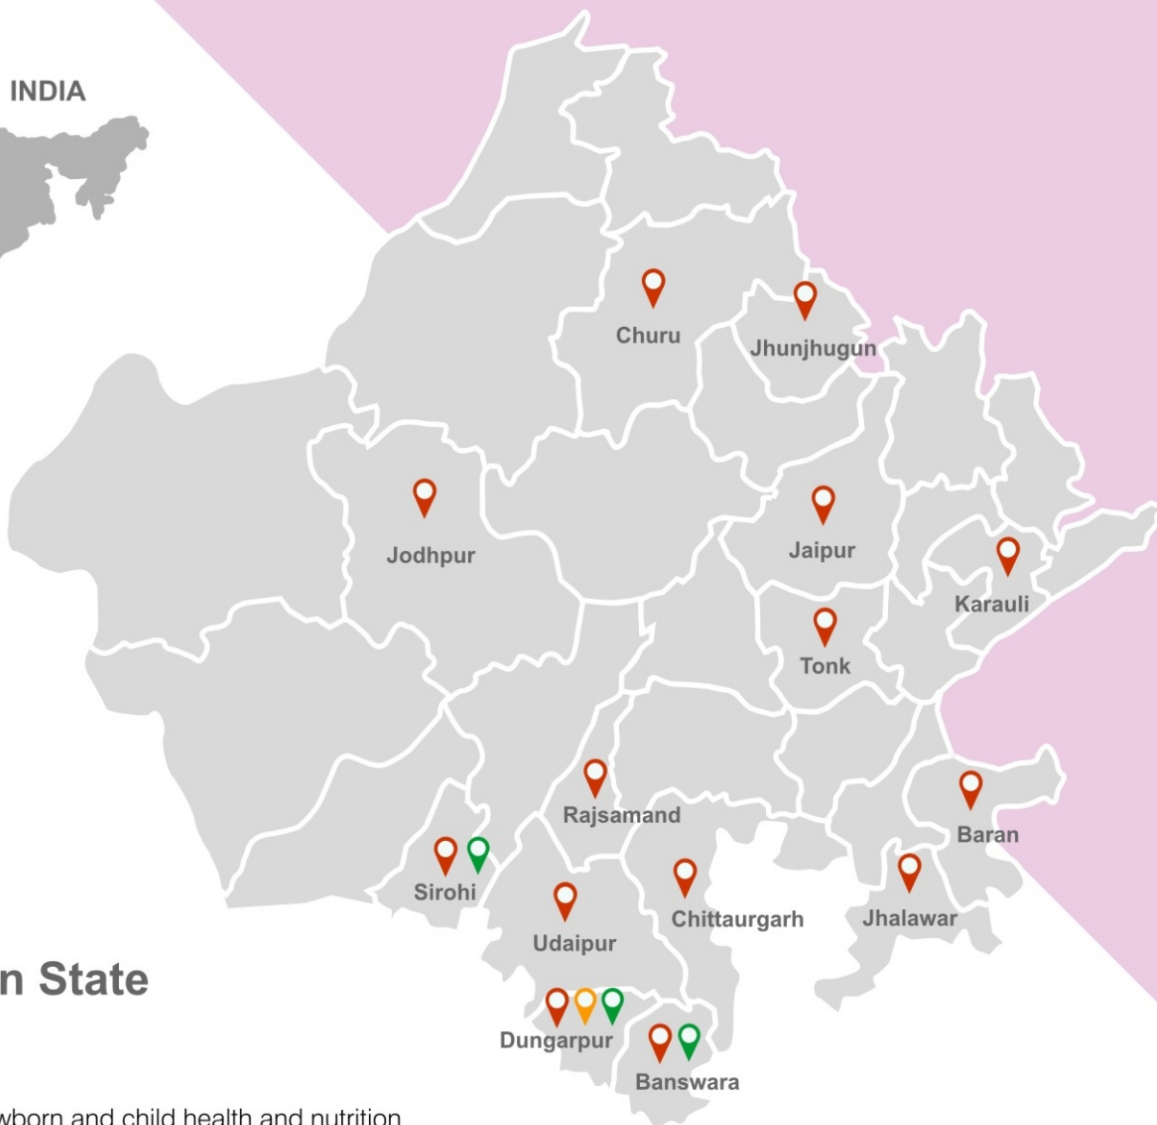 INDIA
Churu
Jhunjhugun
Jodhpur
Jaipur
Karauli
Tonk
Rajsamand
Baran
Sirohi
Chittaurgarh
Jhalawar
Udaipur
n State
Dungarpur
Banswara
wborn and child health and nutrition